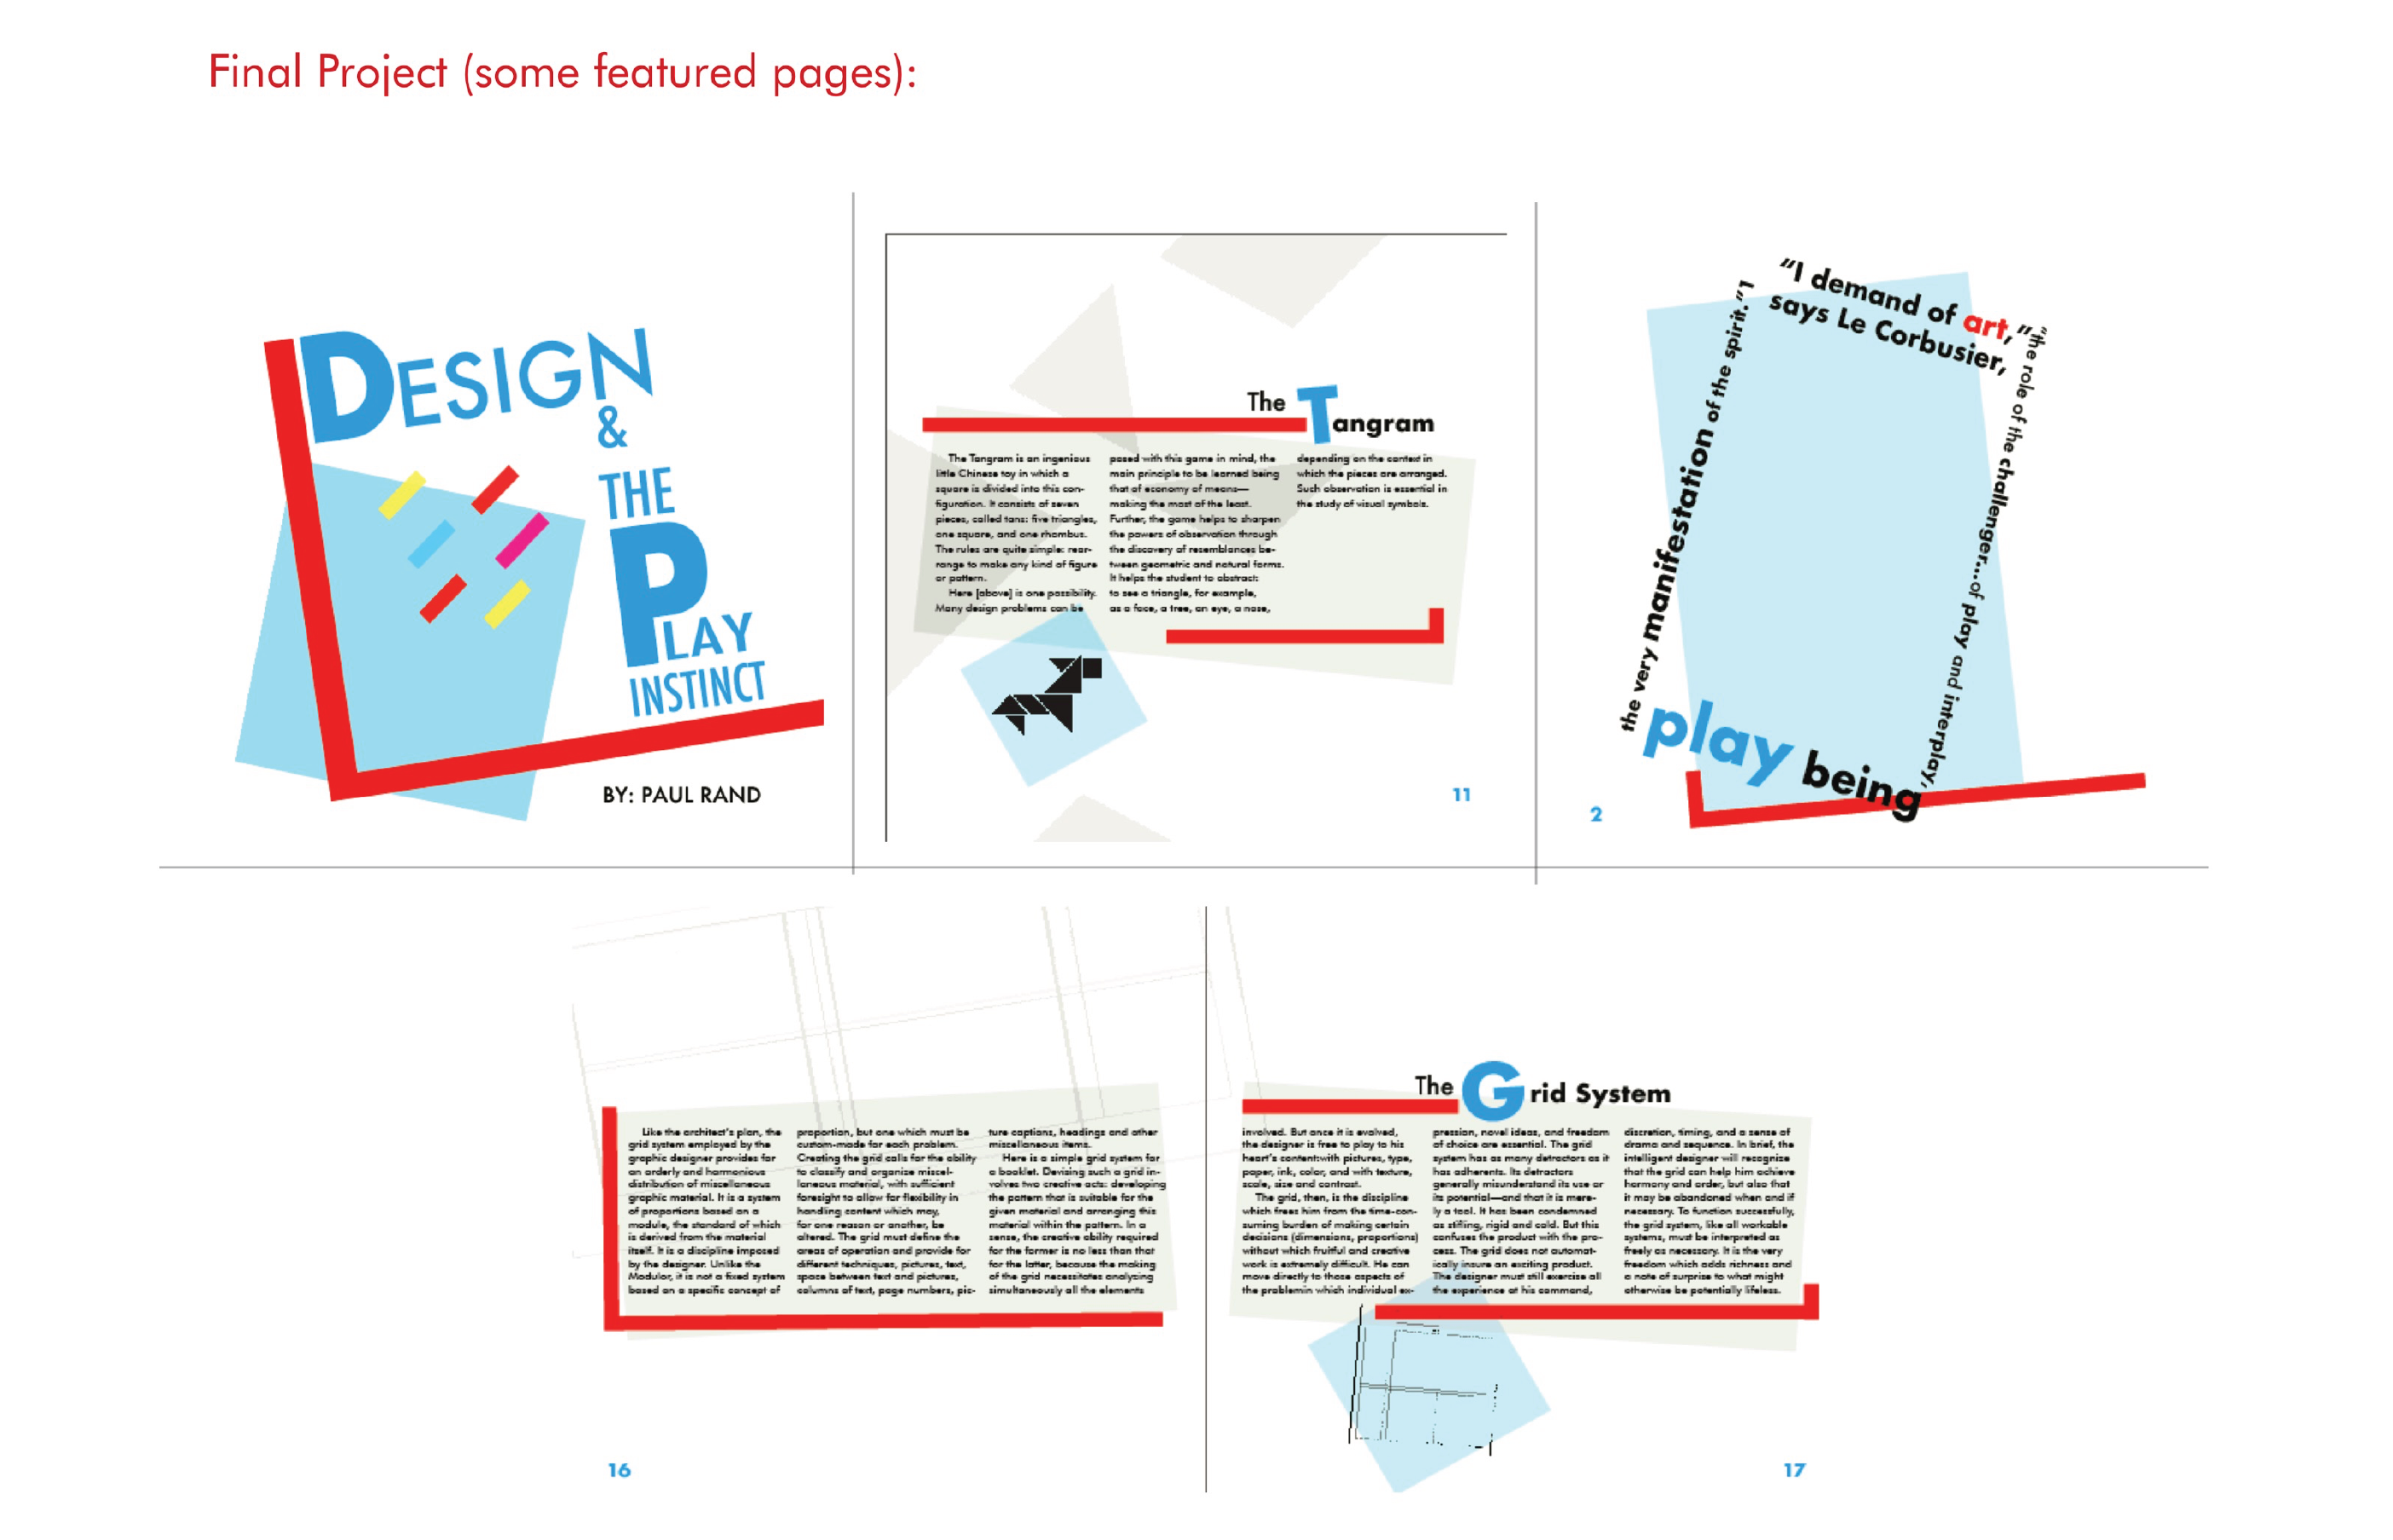 Final Project (some featured pages):
DESIGN
&
THE
PLAY
INSTINCT
BY: PAUL RAND
The Tangram
The Tangram is an ingenious
little Chinese toy in which a
square is divided into this con-
figuration. It consists of seven
pieces, called tans: five triangles,
one square, and one rhombus.
The rules are quite simple: rear-
range to make any kind of figure
or pattern.
Here [above] is one possibility.
Many design problems can be
posed with this game in mind, the
main principle to be learned being
that of economy of means—
making the most of the least.
Further, the game helps to sharpen
the powers of observation through
the discovery of resemblances be-
tween geometric and natural forms.
It helps the student to abstract:
to see a triangle, for example,
as a face, a tree, an eye, a nose,
depending on the context in
which the pieces are arranged.
Such observation is essential in
the study of visual symbols.
11
“I demand of art,”
says Le Corbusier,
“the role of the challenger...of play and interplay,
play being
the very manifestation of the spirit.”1
2
Like the architect's plan, the
grid system employed by the
graphic designer provides for
an orderly and harmonious
distribution of miscellaneous
graphic material. It is a system
of proportions based on a
module, the standard of which
is derived from the material
itself. It is a discipline imposed
by the designer. Unlike the
Modulor, it is not a fixed system
based on a specific concept of
proportion, but one which must be
custom-made for each problem.
Creating the grid calls for the ability
to classify and organize miscel-
laneous material, with sufficient
foresight to allow for flexibility in
handling content which may,
for one reason or another, be
altered. The grid must define the
areas of operation and provide for
different techniques, pictures, text,
space between text and pictures,
columns of text, page numbers, pic-
ture captions, headings and other
miscellaneous items.
Here is a simple grid system for
a booklet. Devising such a grid in-
volves two creative acts: developing
the pattern that is suitable for the
given material and arranging this
material within the pattern. In a
sense, the creative ability required
for the former is no less than that
for the latter, because the making
of the grid necessitates analyzing
simultaneously all the elements
16
The Grid System
involved. But once it is evolved,
the designer is free to play to his
heart's content:with pictures, type,
paper, ink, color, and with texture,
scale, size and contrast.
The grid, then, is the discipline
which frees him from the time-con-
suming burden of making certain
decisions (dimensions, proportions)
without which fruitful and creative
work is extremely difficult. He can
move directly to those aspects of
the problemin which individual ex-
pression, novel ideas, and freedom
of choice are essential. The grid
system has as many detractors as it
has adherents. Its detractors
generally misunderstand its use or
its potential—and that it is mere-
ly a tool. It has been condemned
as stifling, rigid and cold. But this
confuses the product with the pro-
cess. The grid does not automat-
ically insure an exciting product.
The designer must still exercise all
the experience at his command,
discretion, timing, and a sense of
drama and sequence. In brief, the
intelligent designer will recognize
that the grid can help him achieve
harmony and order, but also that
it may be abandoned when and if
necessary. To function successfully,
the grid system, like all workable
systems, must be interpreted as
freely as necessary. It is the very
freedom which adds richness and
a note of surprise to what might
otherwise be potentially lifeless.
17